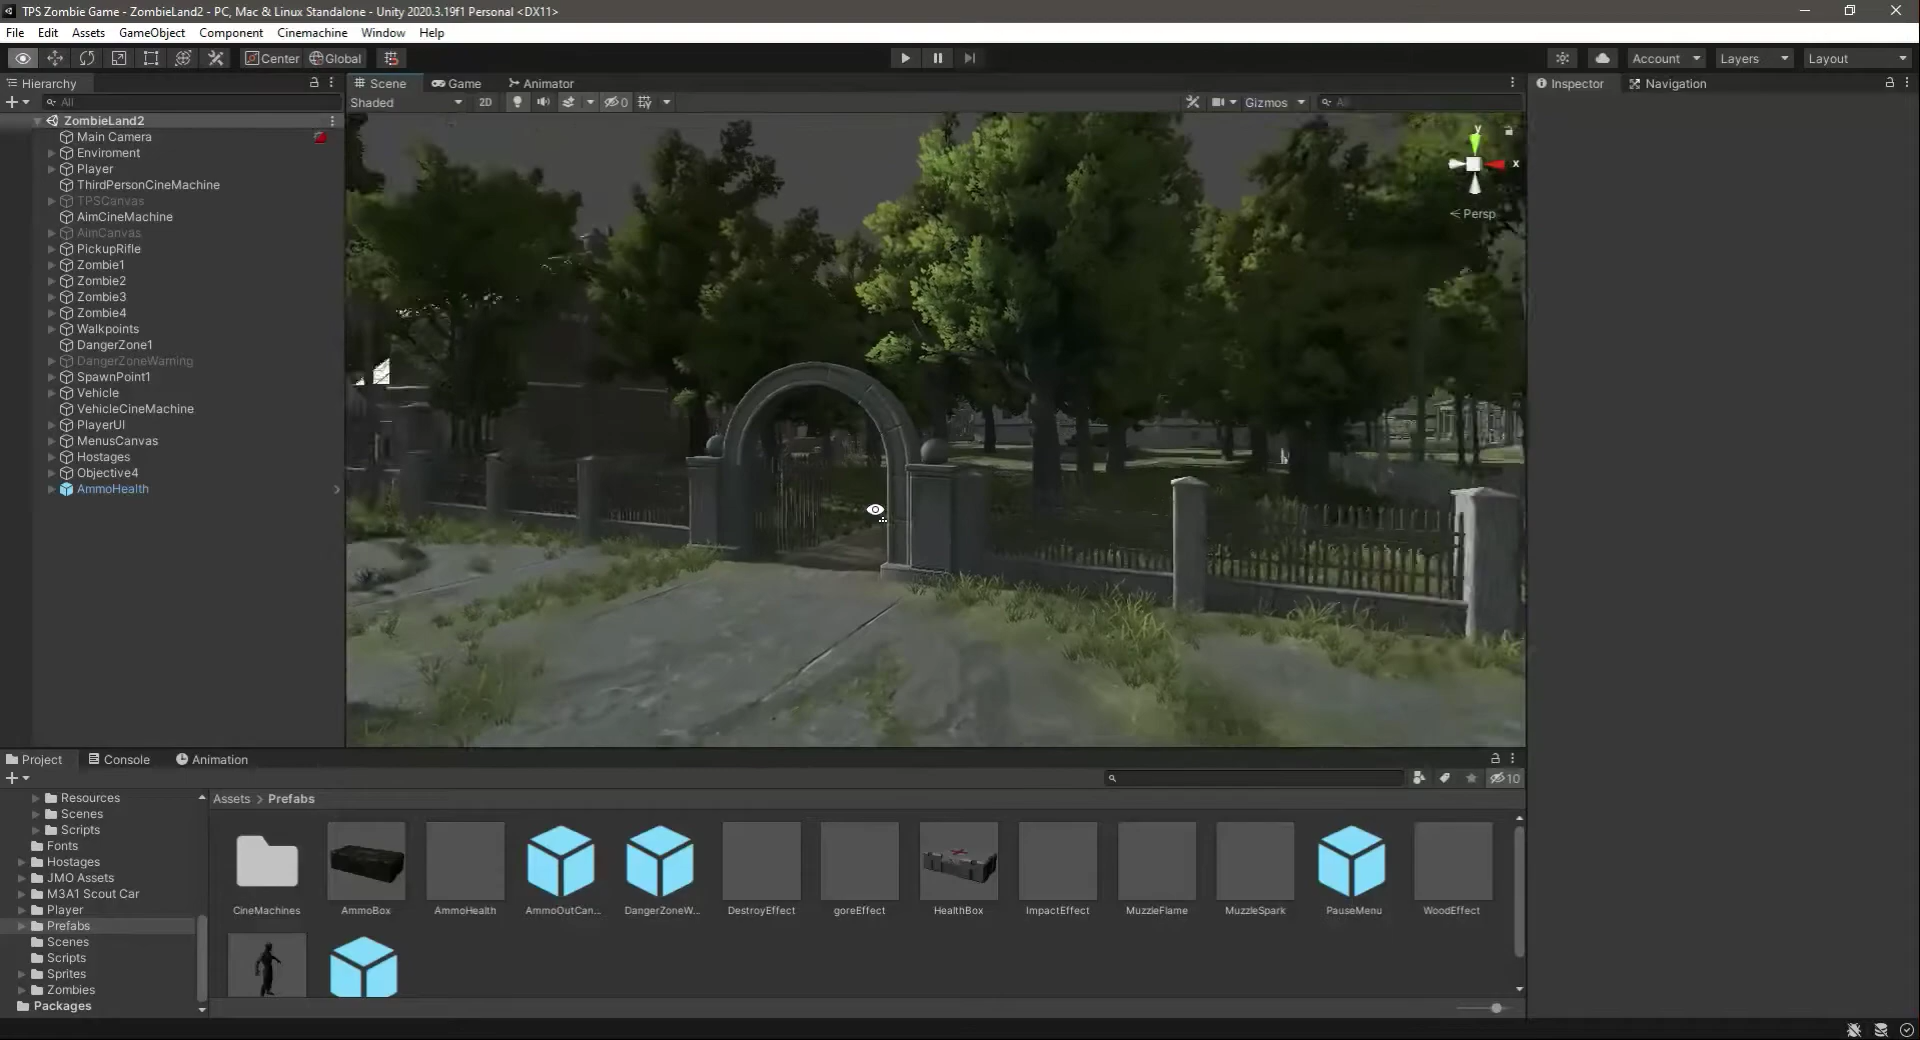 TPS Zombie Game - ZombieLand2 - PC, Mac & Linux Standalone - Unity 2020.3.19f1 Personal <DX11>
File Edit Assets GameObject Component Cinemachine Window Help
Center Global Account Layers Layout
Hierarchy
All
ZombieLand2
Main Camera
Enviroment
Player
ThirdPersonCineMachine
TPSCanvas
AimCineMachine
AimCanvas
PickupRifle
Zombie1
Zombie2
Zombie3
Zombie4
Walkpoints
DangerZone1
DangerZoneWarning
SpawnPoint1
Vehicle
VehicleCineMachine
PlayerUI
MenusCanvas
Hostages
Objective4
AmmoHealth
Scene Game Animator
Shaded 2D 0 Gizmos All
y
x
Persp
Inspector Navigation
Project Console Animation
10
Resources
Scenes
Scripts
Fonts
Hostages
JMO Assets
M3A1 Scout Car
Player
Prefabs
Scenes
Scripts
Sprites
Zombies
Packages
Assets > Prefabs
CineMachines AmmoBox AmmoHealth AmmoOutCan... DangerZoneW... DestroyEffect goreEffect HealthBox ImpactEffect MuzzleFlame MuzzleSpark PauseMenu WoodEffect